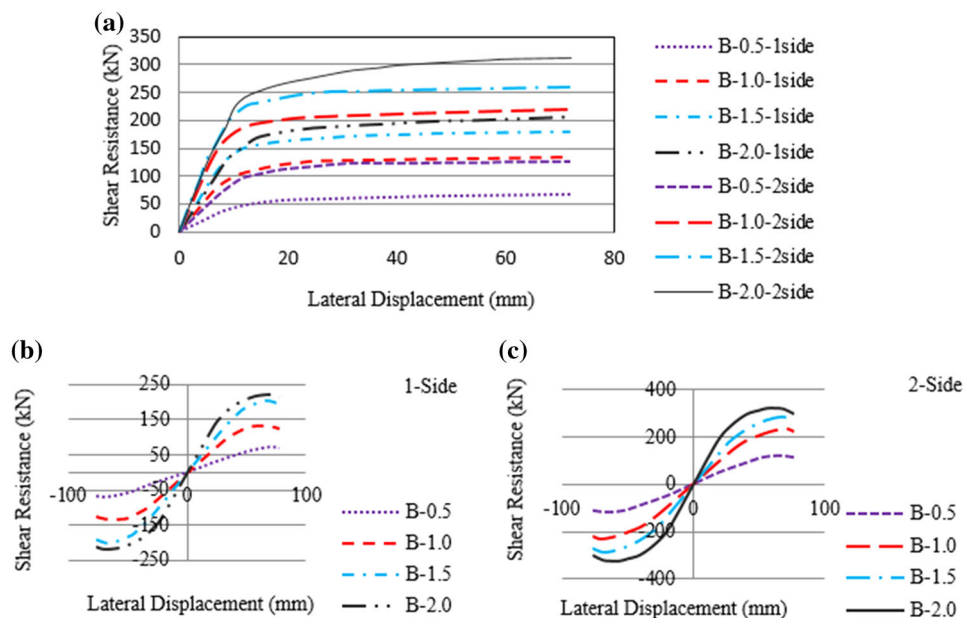 (a)
Shear Resistance (kN)
350
300
250
200
150
100
50
0
0 20 40 60 80
Lateral Displacement (mm)
B-0.5-1side
B-1.0-1side
B-1.5-1side
B-2.0-1side
B-0.5-2side
B-1.0-2side
B-1.5-2side
B-2.0-2side
(b)
Shear Resistance (kN)
1-Side
250
150
50
-50
-150
-250
-100 0 100
Lateral Displacement (mm)
B-0.5
B-1.0
B-1.5
B-2.0
(c)
Shear Resistance (kN)
2-Side
400
200
0
-200
-400
-100 0 100
Lateral Displacement (mm)
B-0.5
B-1.0
B-1.5
B-2.0